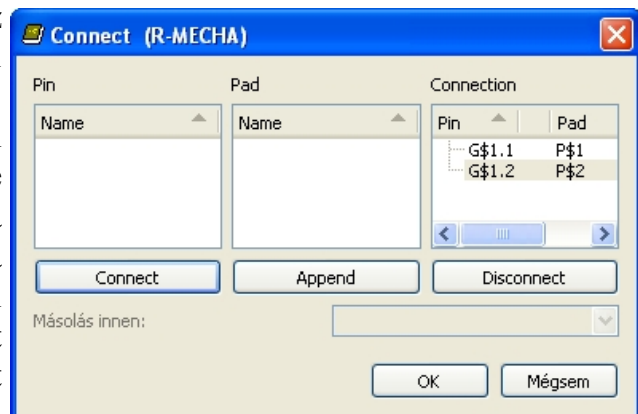 Connect (R-MECHA)
Pin Pad Connection
Name Name Pin Pad
G$1.1 P$1
G$1.2 P$2
Connect Append Disconnect
Másolás innen:
OK Mégsem